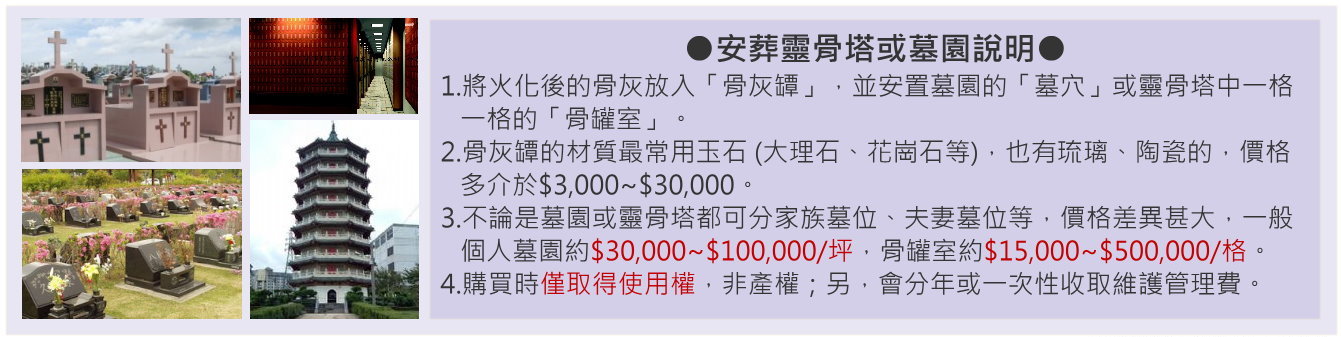 ●安葬靈骨塔或墓園說明●
1.將火化後的骨灰放入「骨灰罈」，並安置墓園的「墓穴」或靈骨塔中一格
一格的「骨罐室」。
2.骨灰罈的材質最常用玉石 (大理石、花崗石等)，也有琉璃、陶瓷的，價格
多介於$3,000~$30,000。
3.不論是墓園或靈骨塔都可分家族墓位、夫妻墓位等，價格差異甚大，一般
個人墓園約$30,000~$100,000/坪，骨罐室約$15,000~$500,000/格。
4.購買時僅取得使用權，非產權；另，會分年或一次性收取維護管理費。